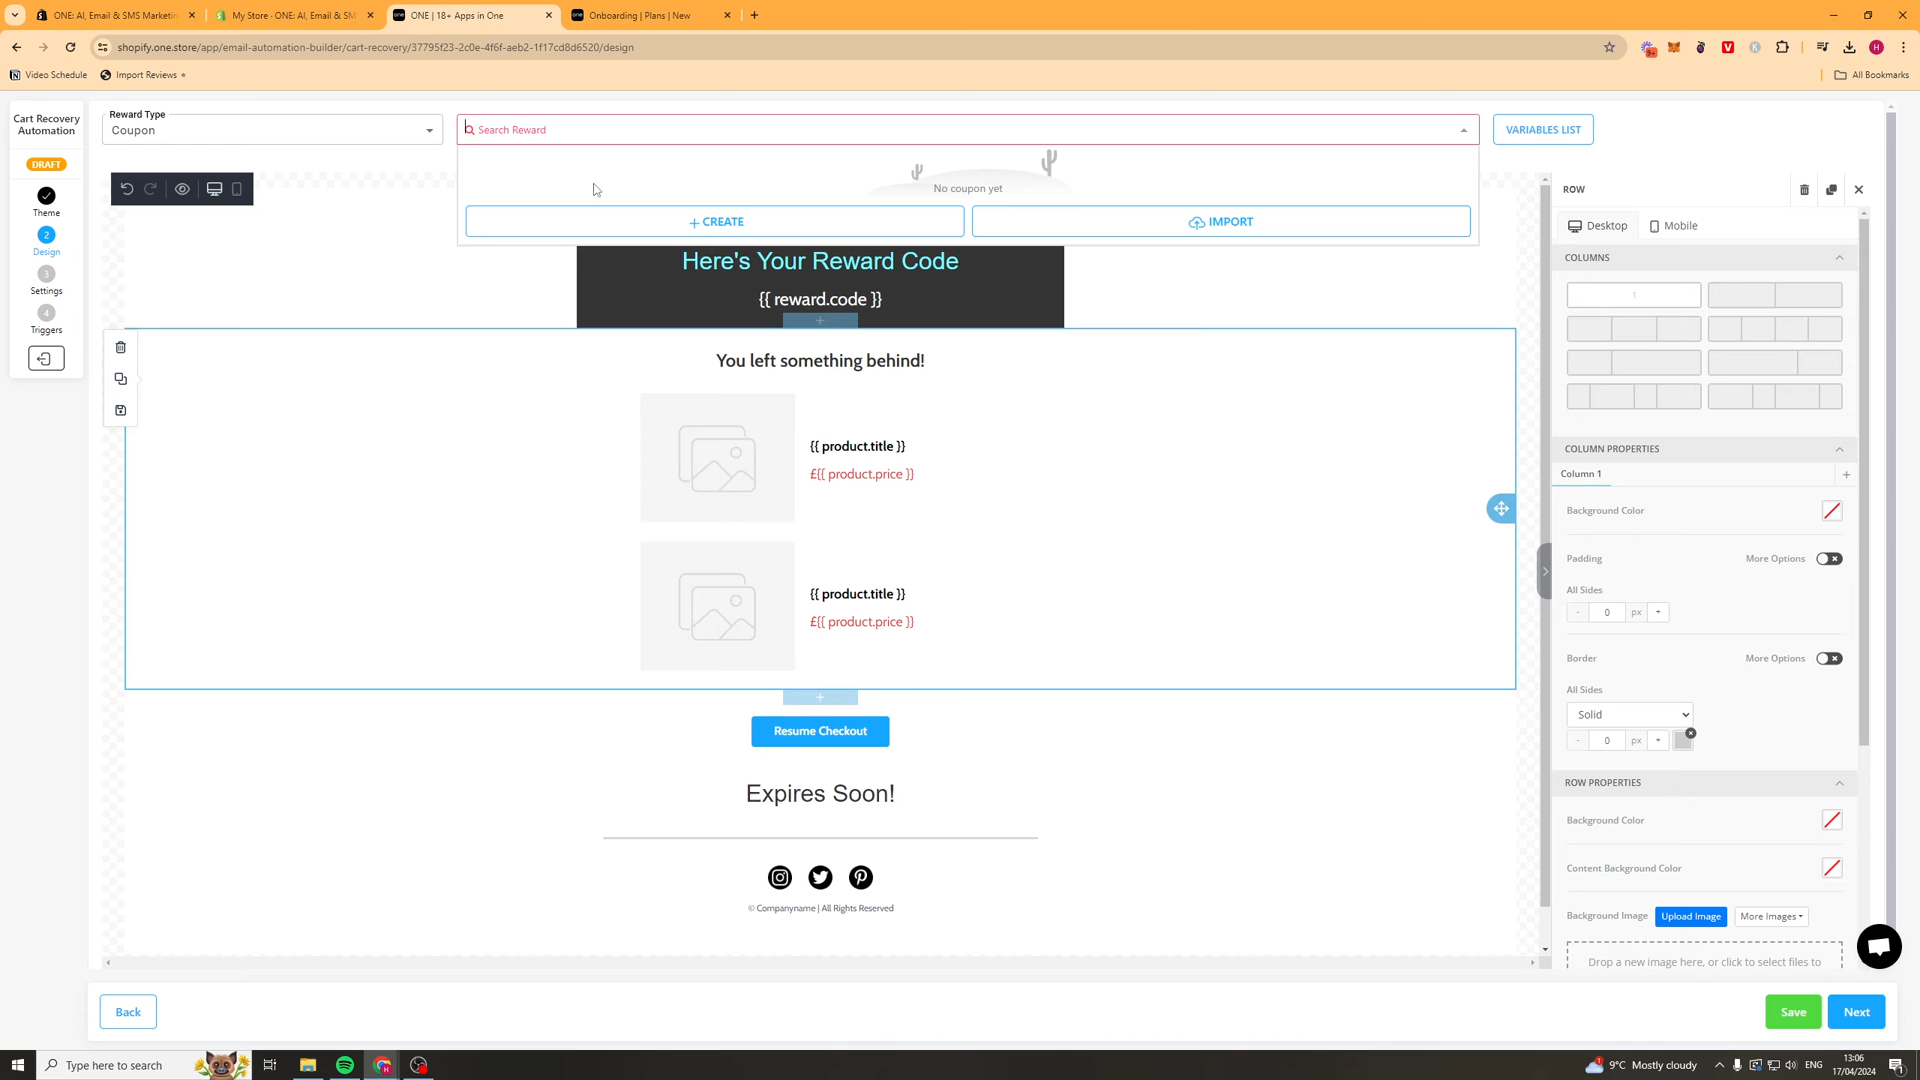 ONE: AI, Email & SMS Marketin
My Store · ONE: AI, Email & SM
ONE | 18+ Apps in One
Onboarding | Plans | New
shopify.one.store/app/email-automation-builder/cart-recovery/37795f23-2c0e-4f6f-aeb2-1f17cd8d6520/design
Video Schedule
Import Reviews
All Bookmarks
Cart Recovery
Automation
DRAFT
Theme
2
Design
3
Settings
4
Triggers
Reward Type
Coupon
Search Reward
VARIABLES LIST
No coupon yet
+ CREATE
IMPORT
Here's Your Reward Code
{{ reward.code }}
You left something behind!
{{ product.title }}
£{{ product.price }}
{{ product.title }}
£{{ product.price }}
Resume Checkout
Expires Soon!
© Companyname | All Rights Reserved
ROW
Desktop
Mobile
COLUMNS
1
COLUMN PROPERTIES
Column 1
Background Color
Padding
More Options
All Sides
- 0 px +
Border
More Options
All Sides
Solid
- 0 px +
ROW PROPERTIES
Background Color
Content Background Color
Background Image
Upload Image
More Images
Drop a new image here, or click to select files to
Back
Save
Next
Type here to search
9°C Mostly cloudy
ENG
13:06
17/04/2024